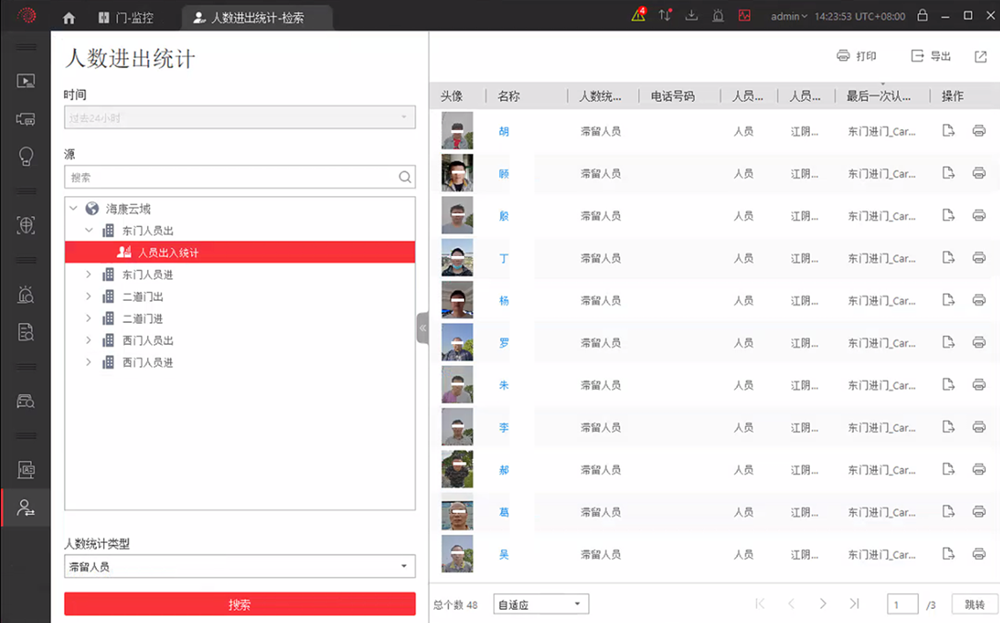 门-监控
人数进出统计-检索
4
admin 14:23:53 UTC+08:00
人数进出统计
时间
过去24小时
源
搜索
海康云域
东门人员出
人员出入统计
东门人员进
二道门出
二道门进
西门人员出
西门人员进
人数统计类型
滞留人员
搜索
打印 导出
头像 名称 人数统... 电话号码 人员... 人员... 最后一次认... 操作
胡 滞留人员 人员 江阴... 东门进门_Car...
顾 滞留人员 人员 江阴... 东门进门_Car...
殷 滞留人员 人员 江阴... 东门进门_Car...
丁 滞留人员 人员 江阴... 东门进门_Car...
杨 滞留人员 人员 江阴... 东门进门_Car...
罗 滞留人员 人员 江阴... 东门进门_Car...
朱 滞留人员 人员 江阴... 东门进门_Car...
李 滞留人员 人员 江阴... 东门进门_Car...
郝 滞留人员 人员 江阴... 东门进门_Car...
葛 滞留人员 人员 江阴... 东门进门_Car...
吴 滞留人员 人员 江阴... 东门进门_Car...
总个数 48 自适应 1 /3 跳转